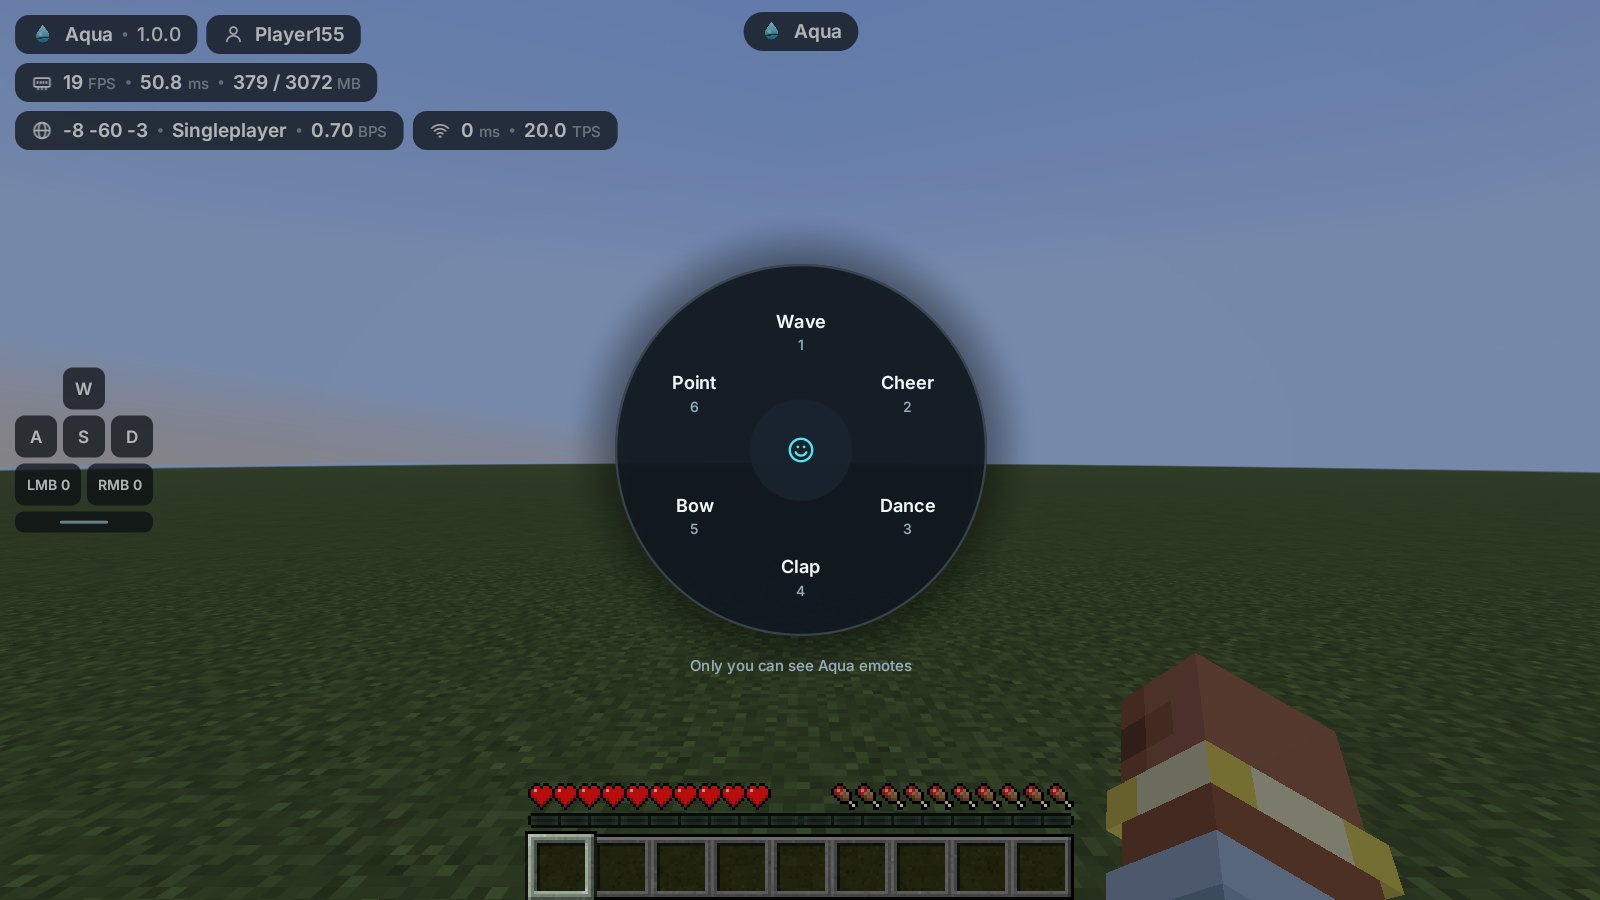 Aqua • 1.0.0
Player155
Aqua
19 FPS • 50.8 ms • 379 / 3072 MB
-8 -60 -3 • Singleplayer • 0.70 BPS
0 ms • 20.0 TPS
Wave
1
Point
6
Cheer
2
W
A S D
LMB 0 RMB 0
Bow
5
Dance
3
Clap
4
Only you can see Aqua emotes